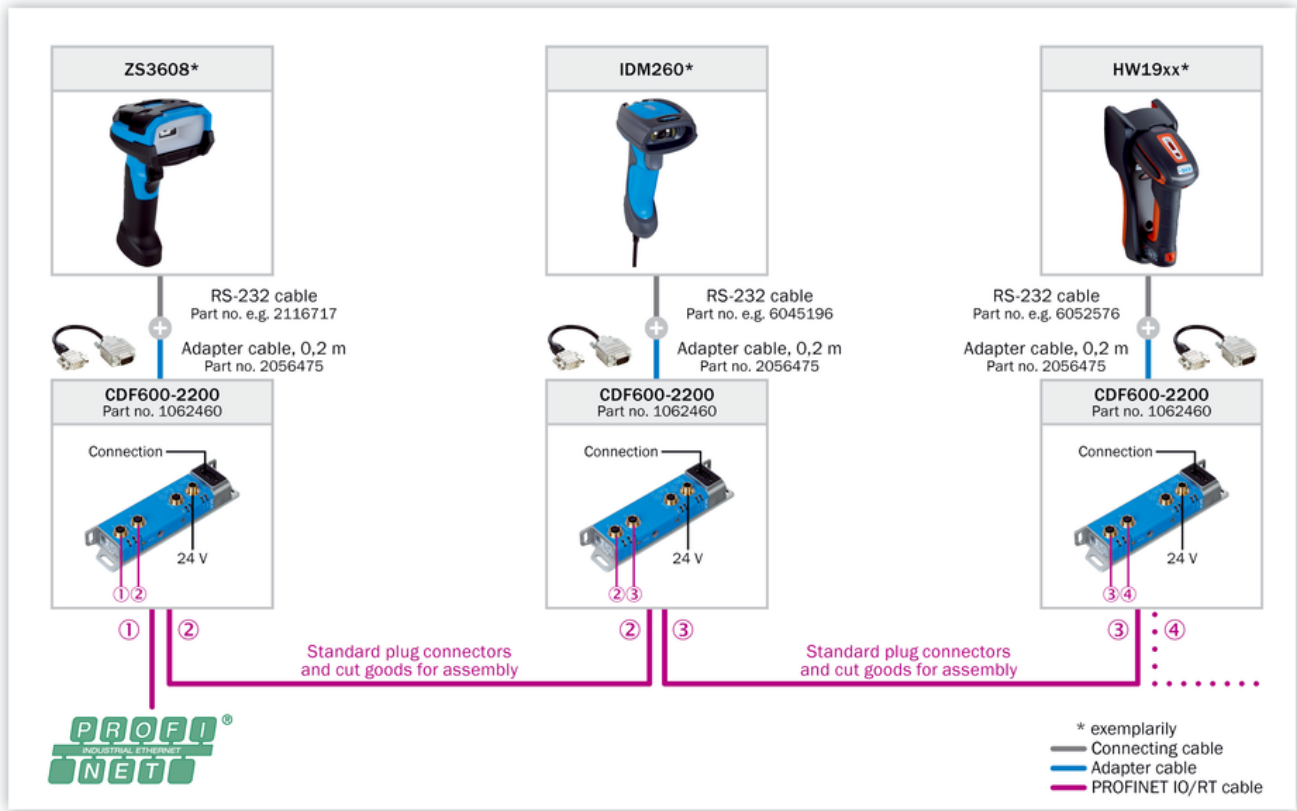 ZS3608*
IDM260*
HW19xx*
RS-232 cable
Part no. e.g. 2116717
Adapter cable, 0,2 m
Part no. 2056475
RS-232 cable
Part no. e.g. 6045196
Adapter cable, 0,2 m
Part no. 2056475
RS-232 cable
Part no. e.g. 6052576
Adapter cable, 0,2 m
Part no. 2056475
CDF600-2200
Part no. 1062460
Connection
24 V
①②
CDF600-2200
Part no. 1062460
Connection
24 V
②③
CDF600-2200
Part no. 1062460
Connection
24 V
③④
① ②
② ③
③ ④
Standard plug connectors
and cut goods for assembly
Standard plug connectors
and cut goods for assembly
PROFI®
INDUSTRIAL ETHERNET
NET
* exemplarily
Connecting cable
Adapter cable
PROFINET IO/RT cable